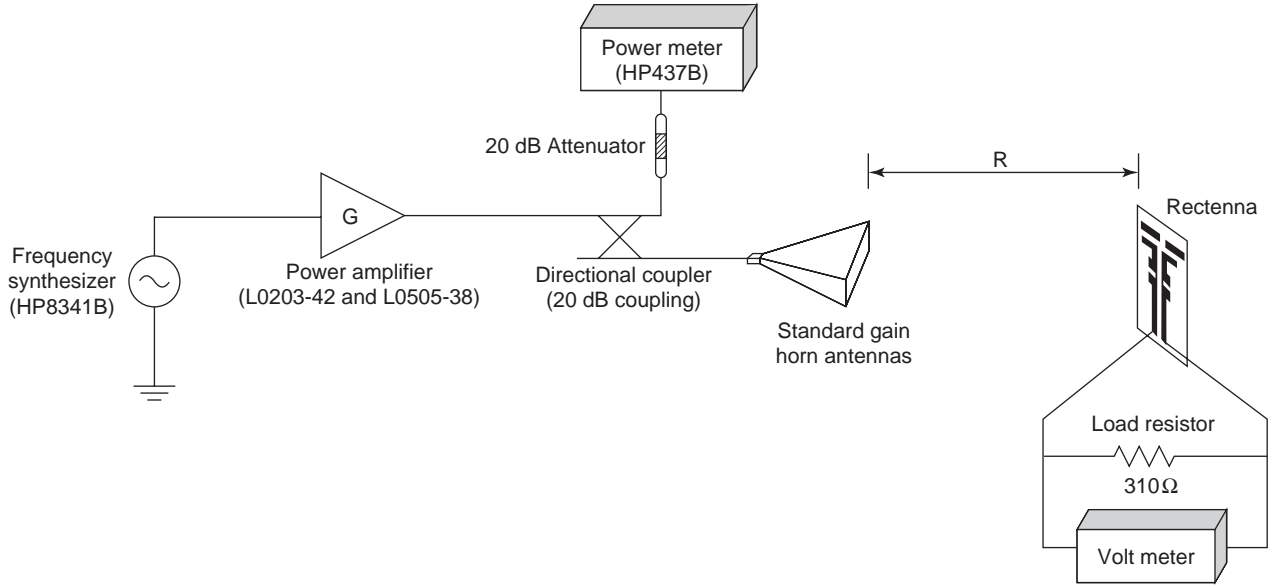 Power meter
(HP437B)
20 dB Attenuator
R
Rectenna
G
Frequency
synthesizer
(HP8341B)
Power amplifier
(L0203-42 and L0505-38)
Directional coupler
(20 dB coupling)
Standard gain
horn antennas
Load resistor
310Ω
Volt meter